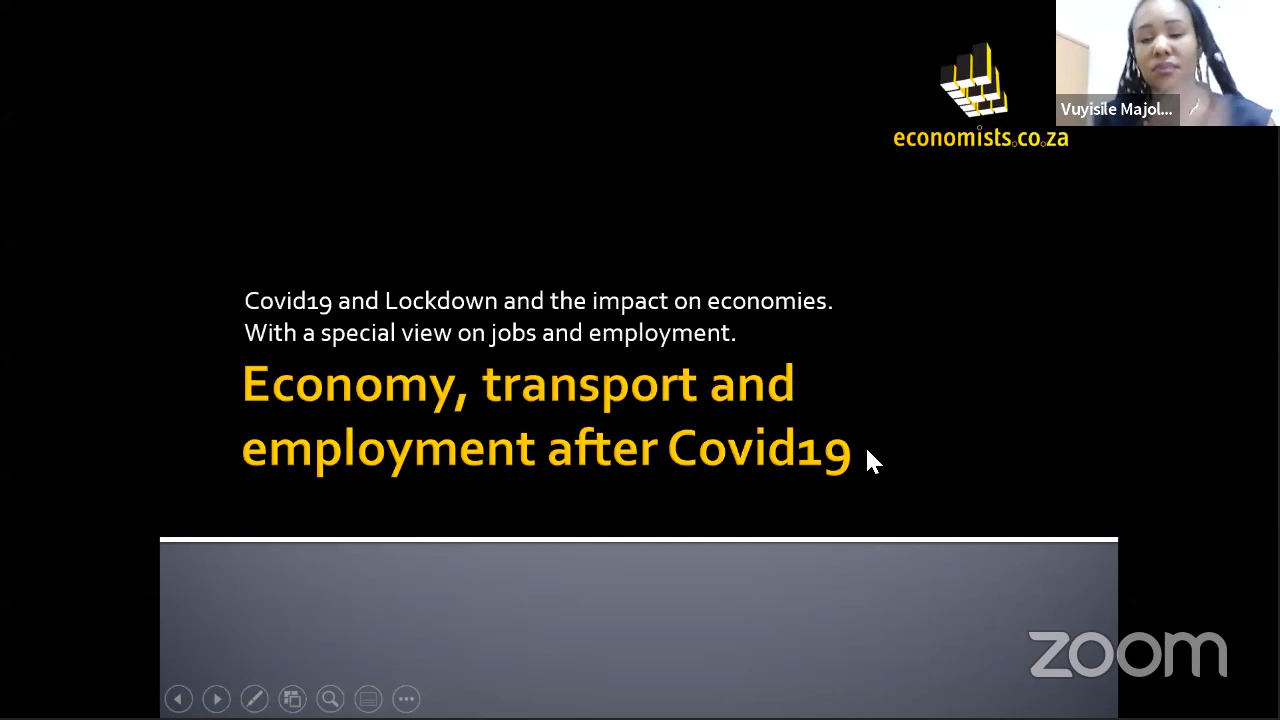 economists.co.za
Vuyisile Majol...
Covid19 and Lockdown and the impact on economies.
With a special view on jobs and employment.
Economy, transport and
employment after Covid19
zoom